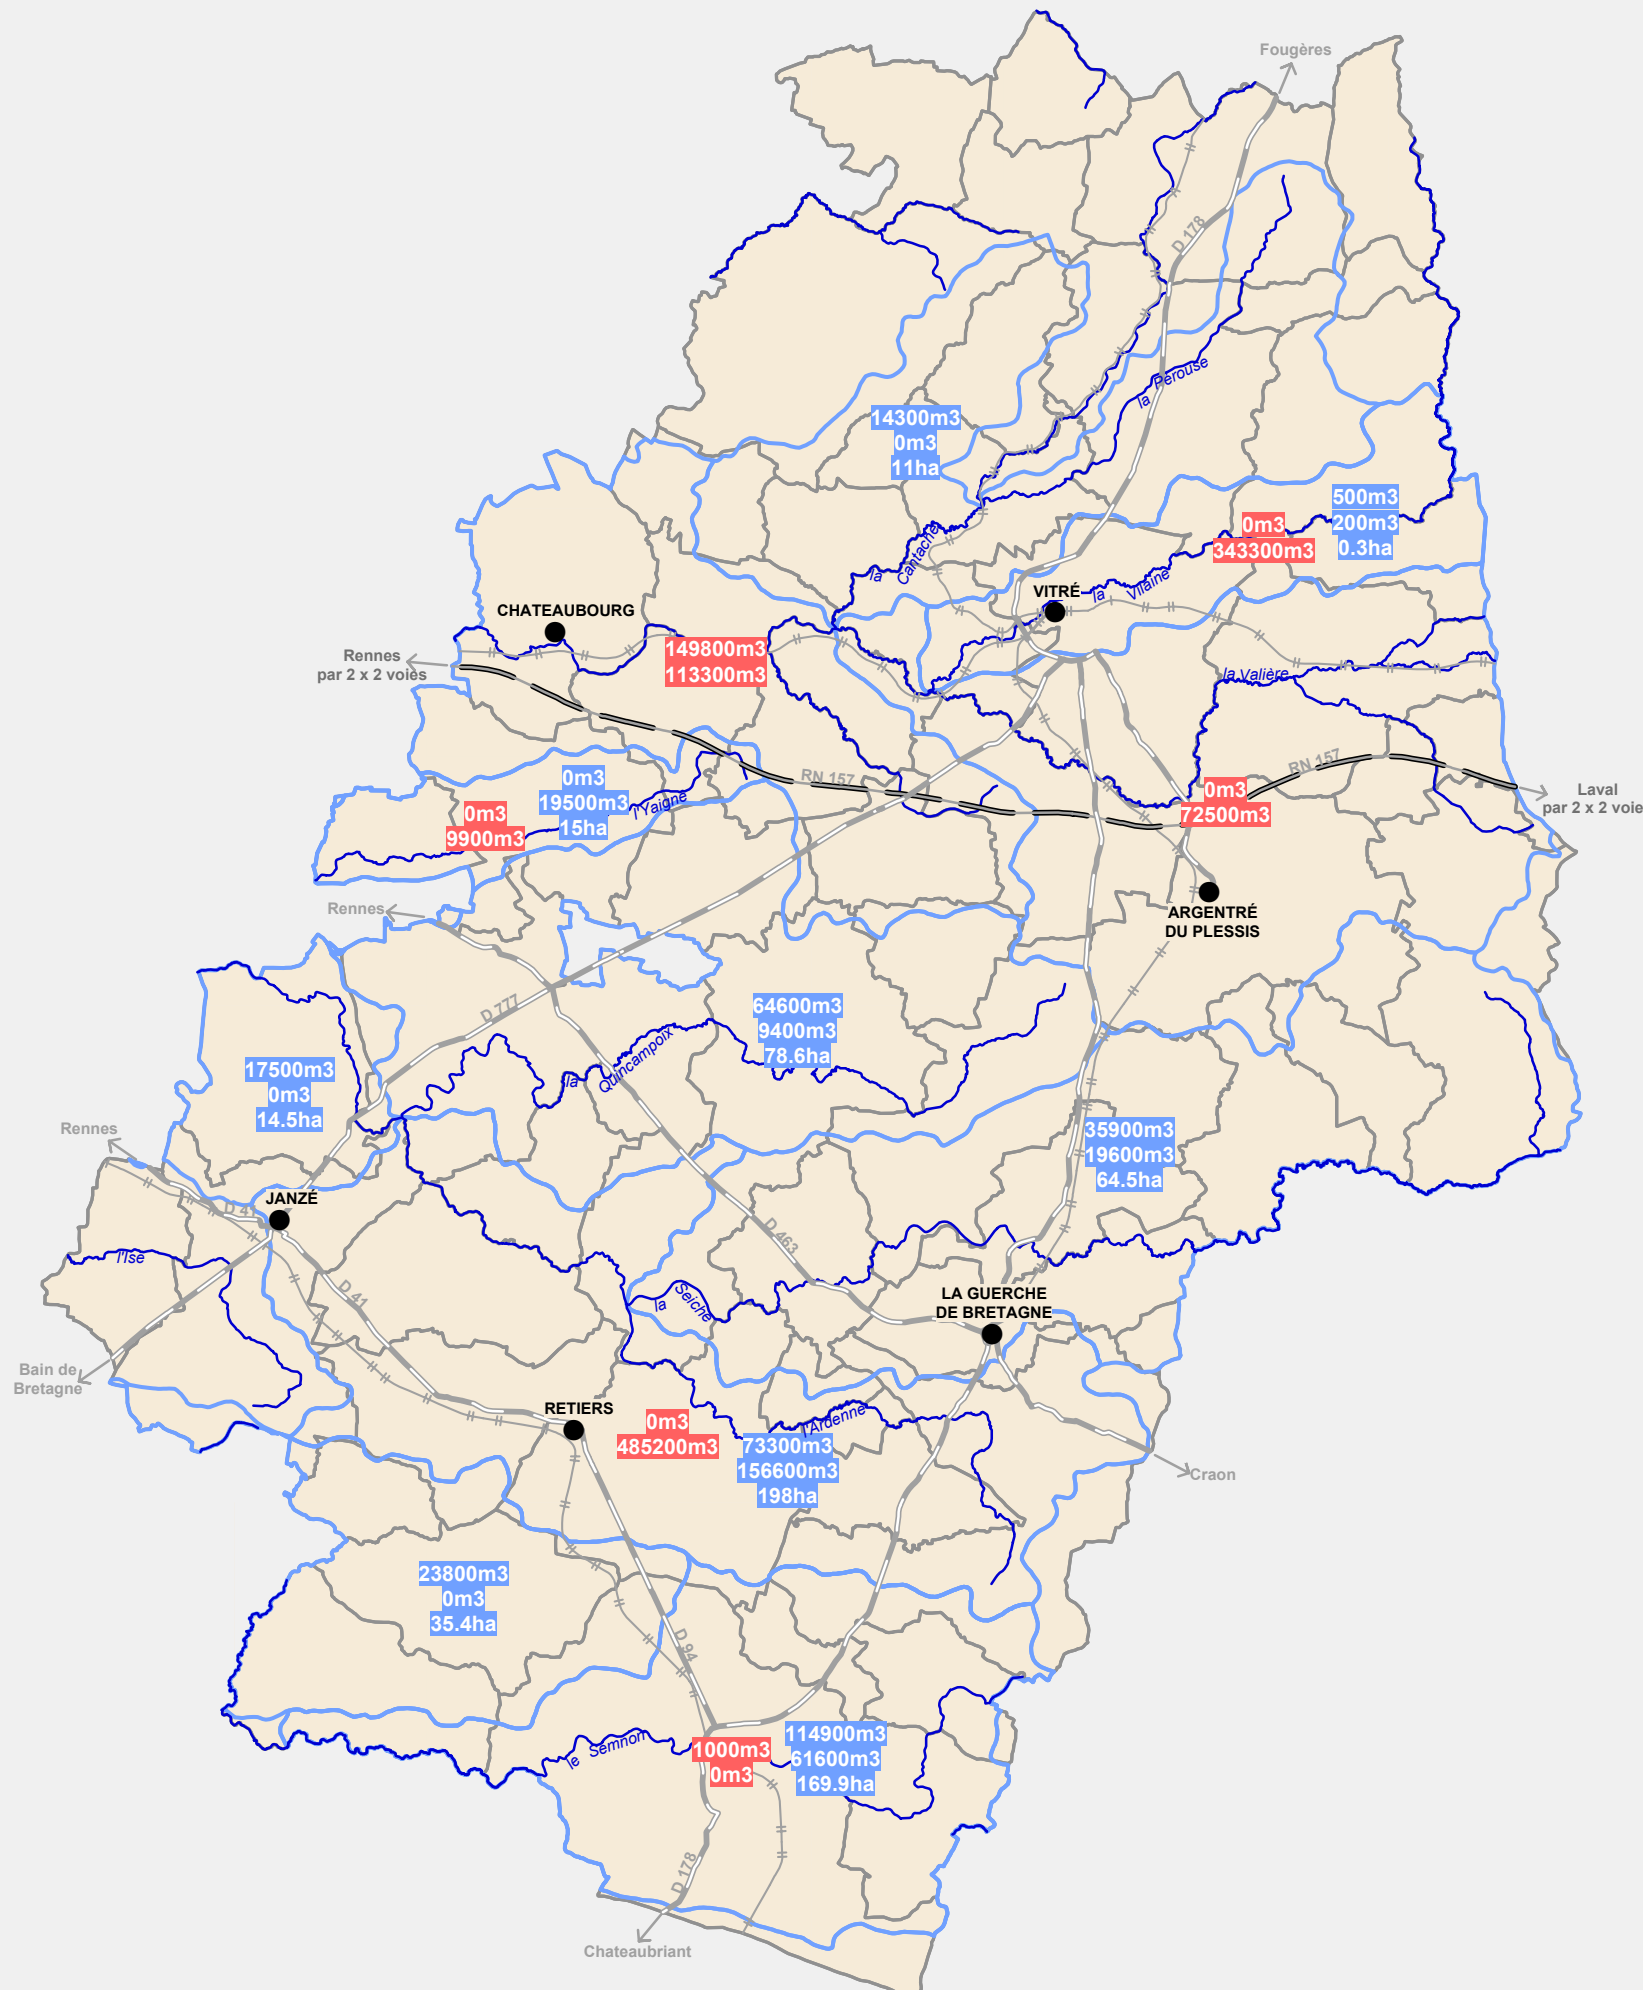 Fougères
D 178
la Pérouse
14300m3
0m3
11ha
500m3
200m3
0.3ha
0m3
343300m3
la Cantache
VITRÉ
la Vilaine
CHATEAUBOURG
149800m3
113300m3
Rennes
par 2 x 2 voies
la Valière
RN 157
RN 157
0m3
19500m3
15ha
l'Yaigne
0m3
9900m3
0m3
72500m3
Laval
par 2 x 2 voie
Rennes
ARGENTRÉ
DU PLESSIS
D 777
64600m3
9400m3
78.6ha
la Quincampoix
17500m3
0m3
14.5ha
Rennes
35900m3
19600m3
64.5ha
JANZÉ
D 41
l'Ise
D 463
D 41
la Seiche
LA GUERCHE
DE BRETAGNE
Bain de
Bretagne
RETIERS
0m3
485200m3
l'Ardenne
73300m3
156600m3
198ha
Craon
23800m3
0m3
35.4ha
D 94
le Semnon
1000m3
0m3
114900m3
61600m3
169.9ha
D 178
Chateaubriant